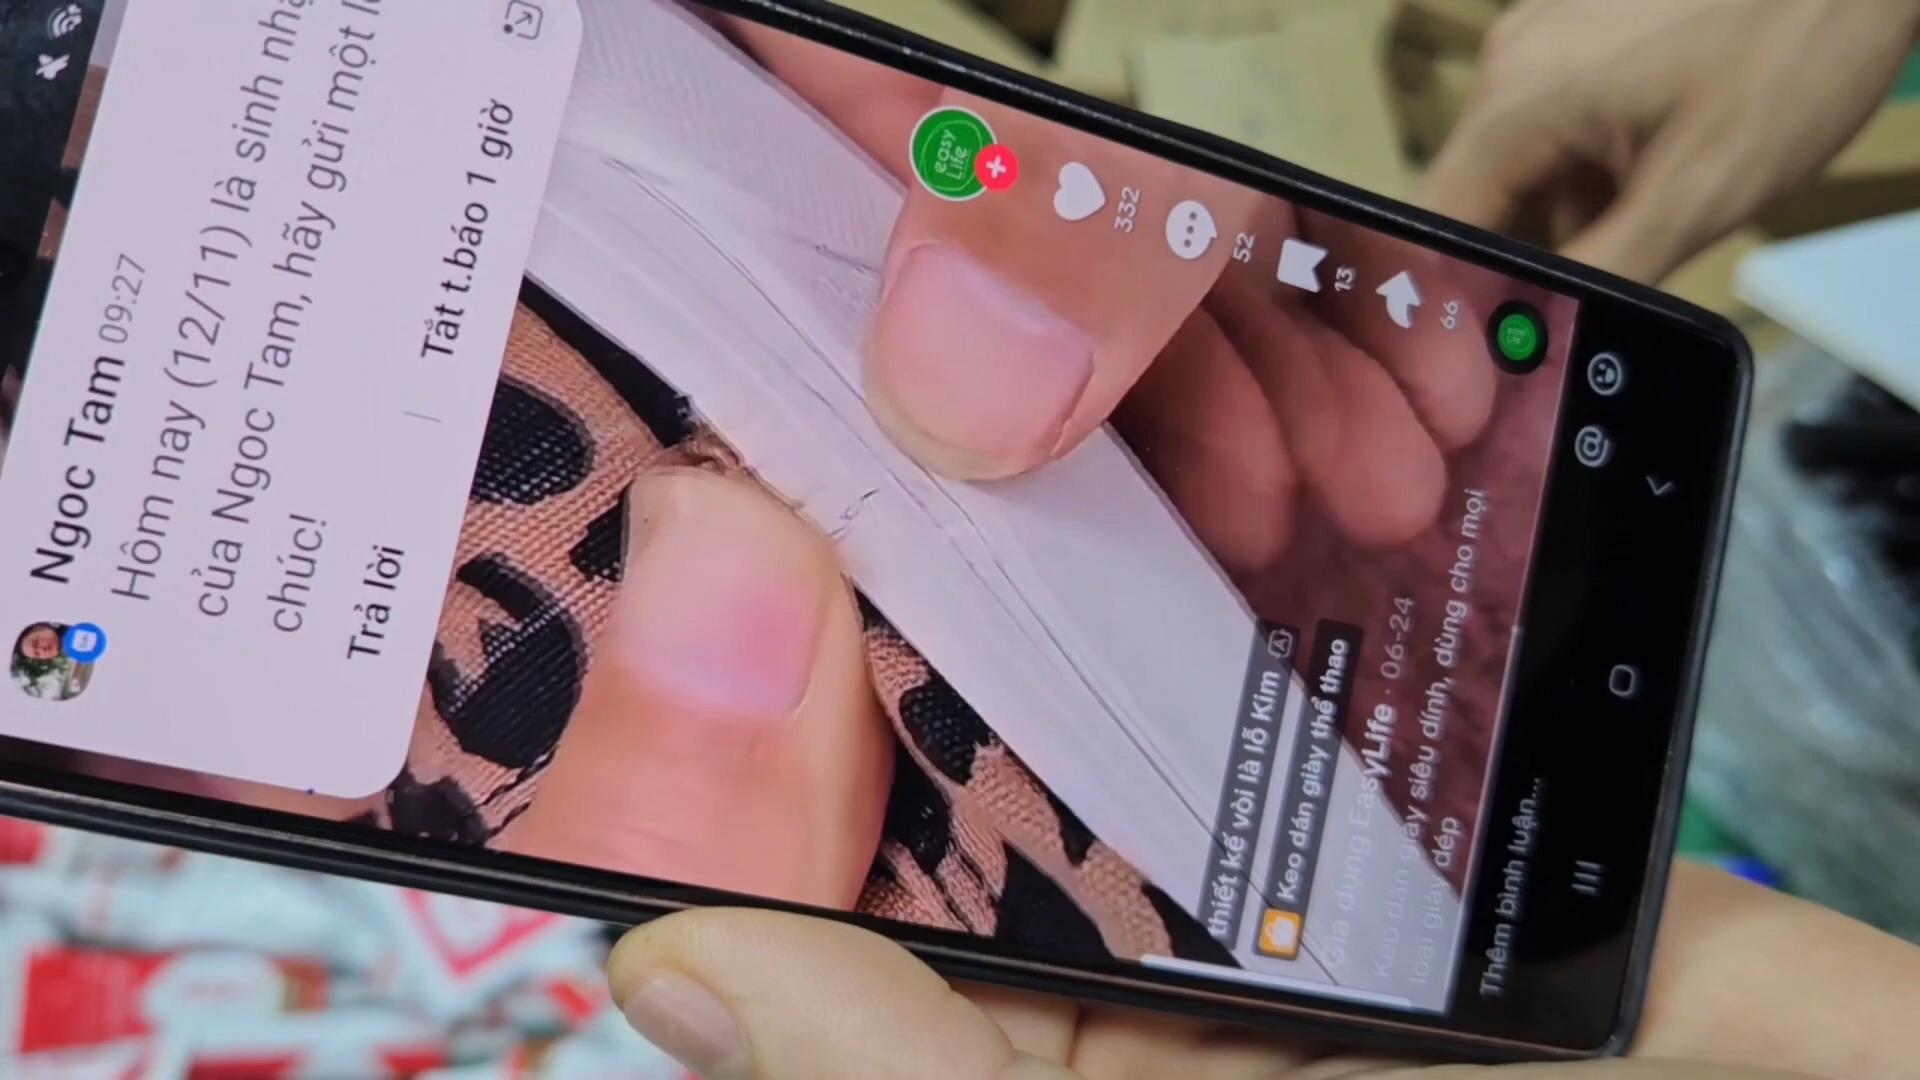 Ngoc Tam 09:27
Hôm nay (12/11) là sinh nhậ
của Ngoc Tam, hãy gửi một l
chúc!
Trả lời
Tắt t.báo 1 giờ
easy
Life
332
52
13
66
thiết kế vòi là lỗ Kim
Keo dán giày thể thao
Gia dụng EasyLife · 06-24
Keo dán giày siêu dính, dùng cho mọi
loại giày dép
Thêm bình luận...